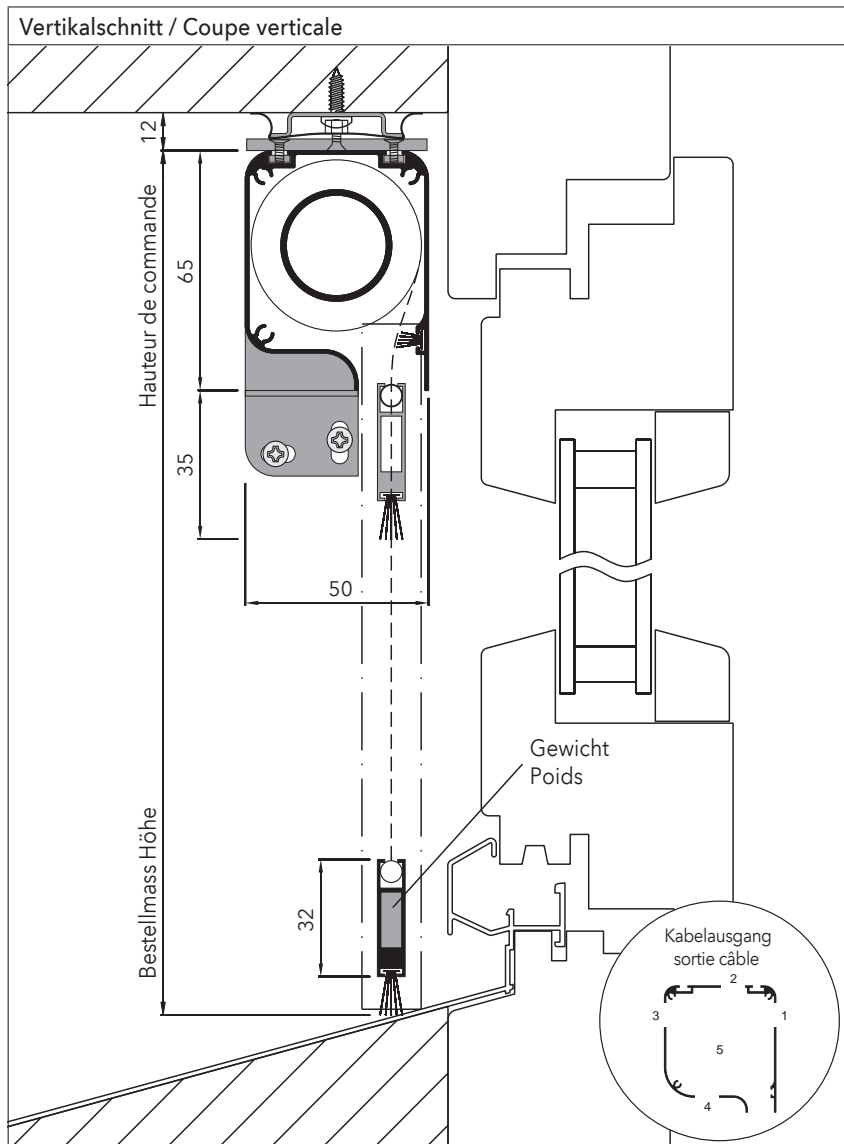 Vertikalschnitt / Coupe verticale
12
Hauteur de commande
65
35
50
Gewicht
Poids
Bestellmass Höhe
32
Kabelausgang
sortie câble
2
3
1
5
4